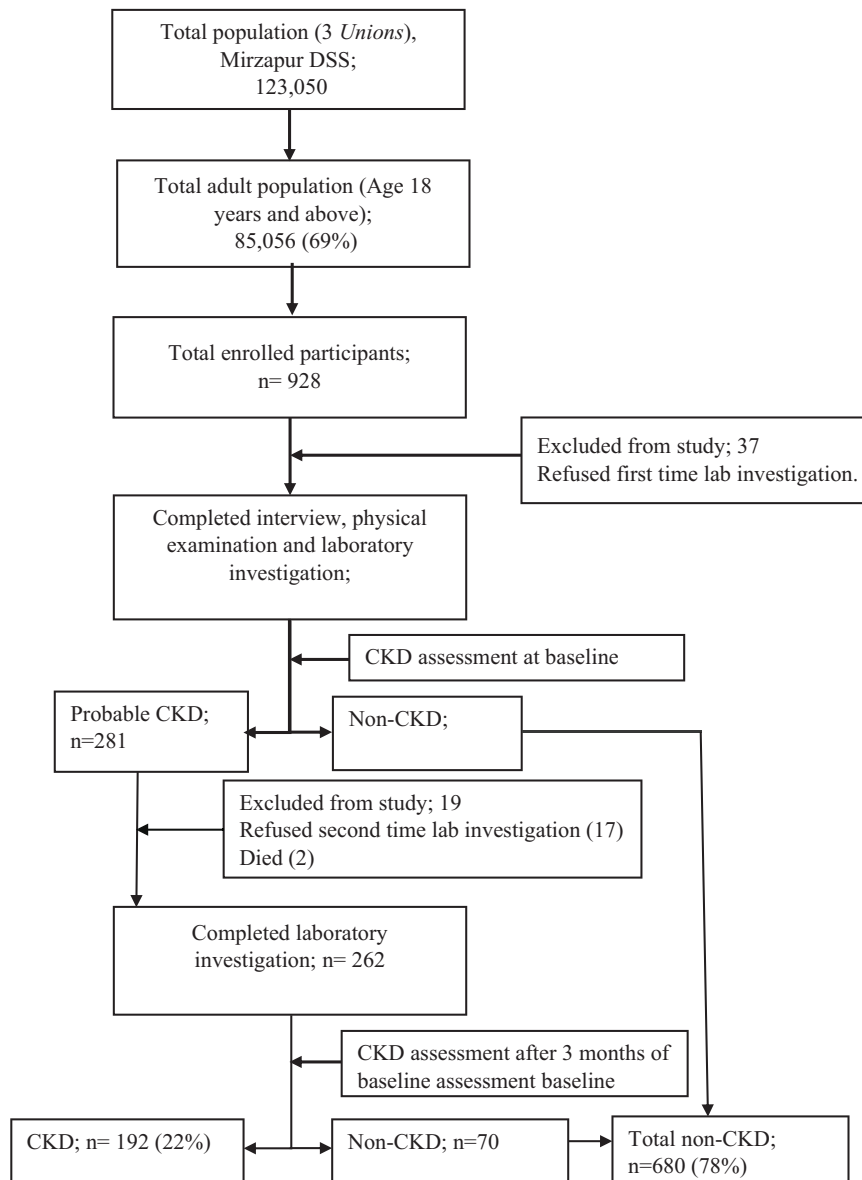 Total population (3 Unions),
Mirzapur DSS;
123,050
Total adult population (Age 18
years and above);
85,056 (69%)
Total enrolled participants;
n= 928
Excluded from study; 37
Refused first time lab investigation.
Completed interview, physical
examination and laboratory
investigation;
CKD assessment at baseline
Probable CKD;
n=281
Non-CKD;
Excluded from study; 19
Refused second time lab investigation (17)
Died (2)
Completed laboratory
investigation; n= 262
CKD assessment after 3 months of
baseline assessment baseline
CKD; n= 192 (22%)
Non-CKD; n=70
Total non-CKD;
n=680 (78%)